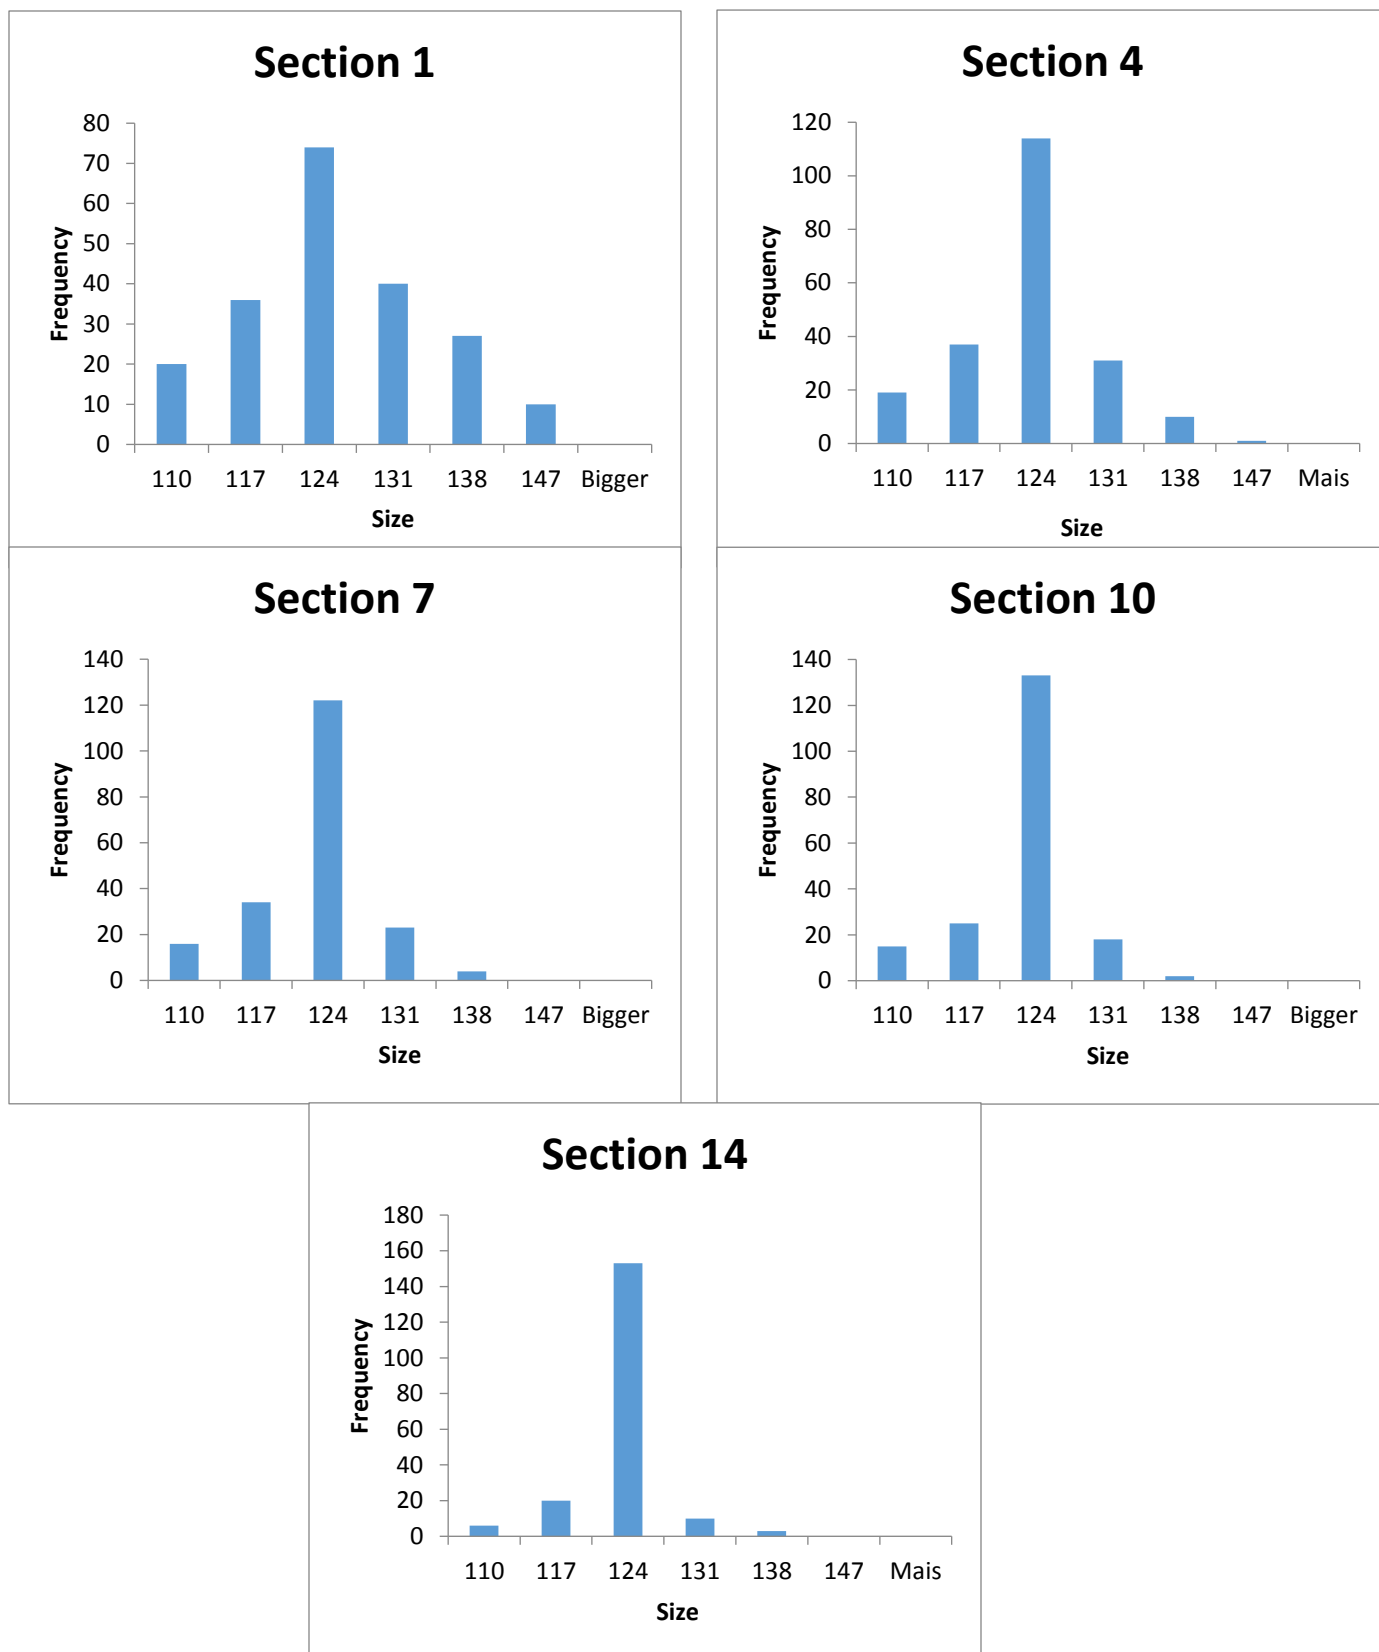 Section 1
80
70
60
50
40
30
20
10
0
Frequency
110 117 124 131 138 147 Bigger
Size
Section 4
120
100
80
60
40
20
0
Frequency
110 117 124 131 138 147 Mais
Size
Section 7
140
120
100
80
60
40
20
0
Frequency
110 117 124 131 138 147 Bigger
Size
Section 10
140
120
100
80
60
40
20
0
Frequency
110 117 124 131 138 147 Bigger
Size
Section 14
180
160
140
120
100
80
60
40
20
0
Frequency
110 117 124 131 138 147 Mais
Size